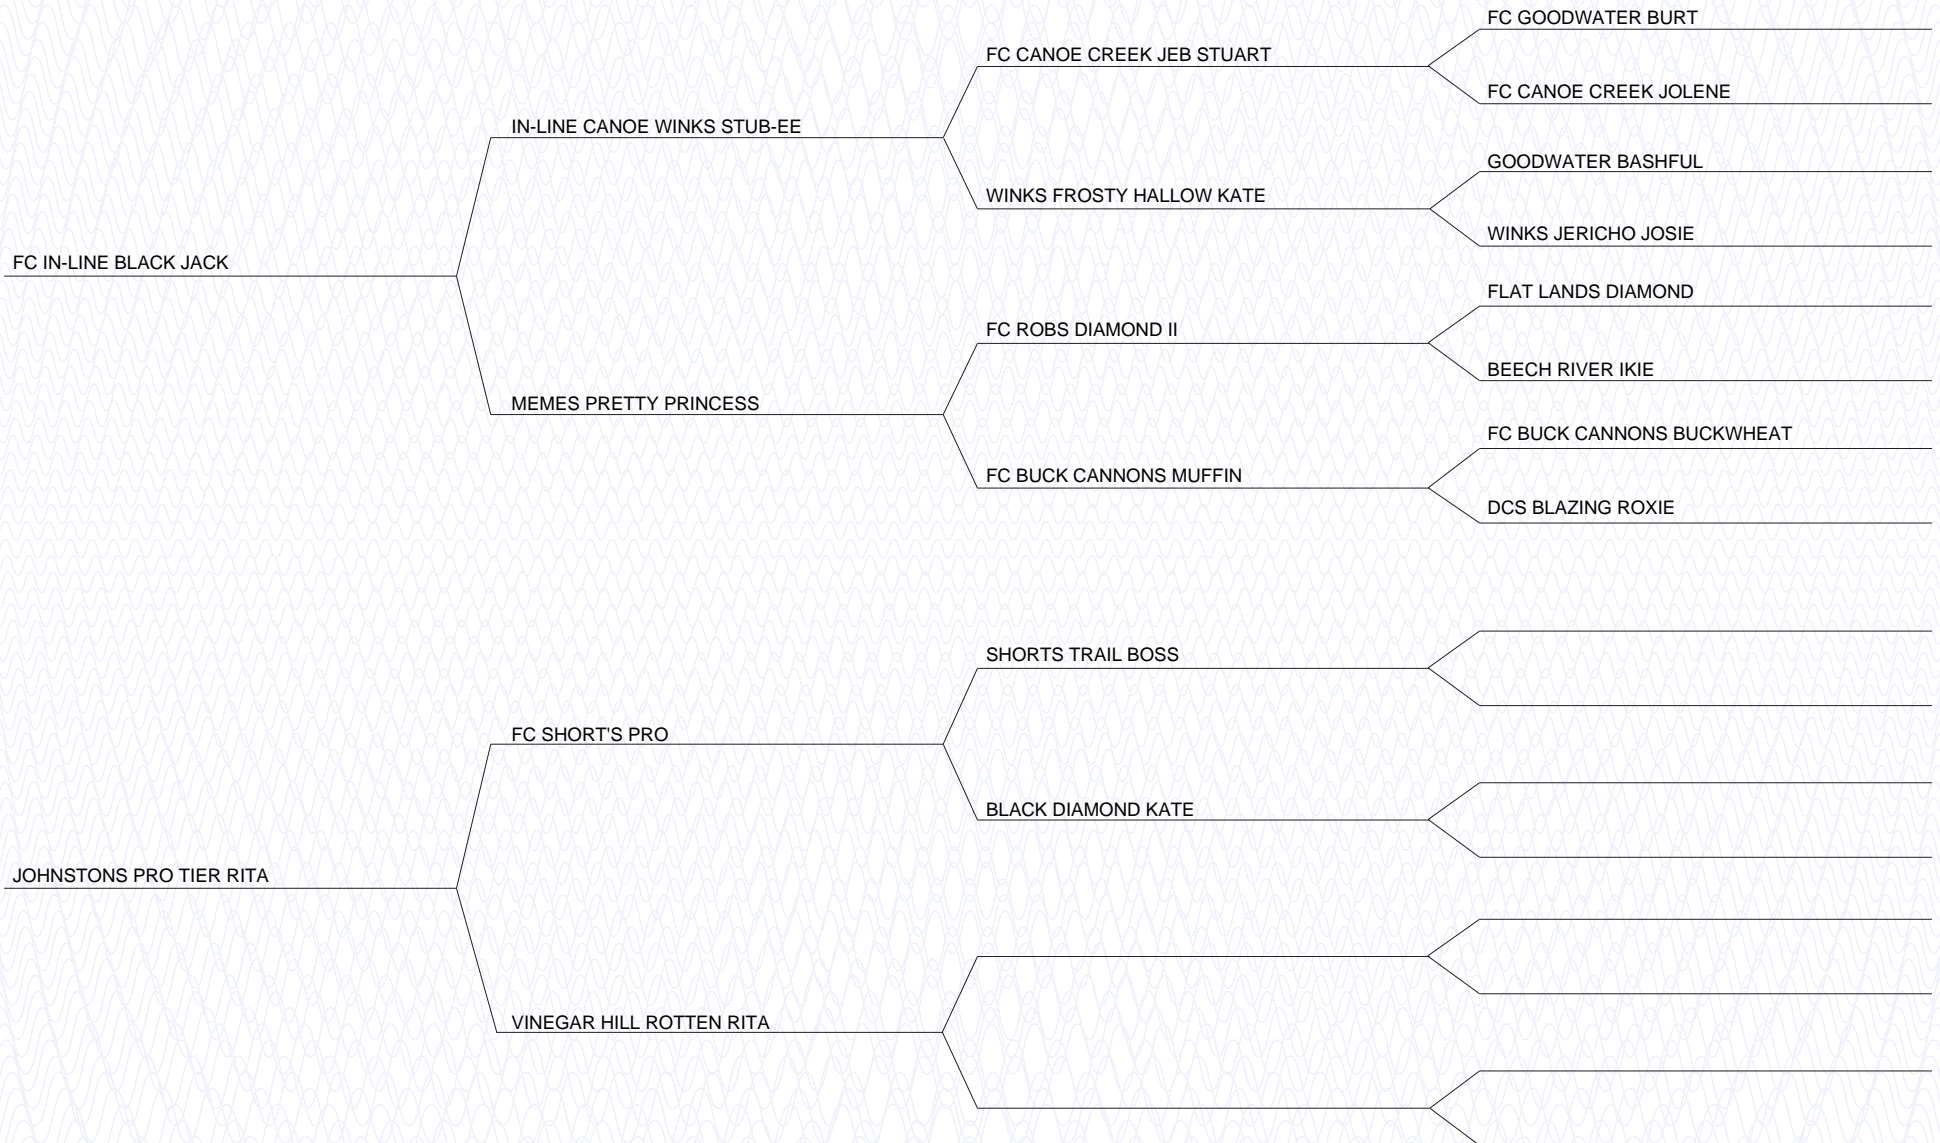 FC GOODWATER BURT
FC CANOE CREEK JEB STUART
FC CANOE CREEK JOLENE
IN-LINE CANOE WINKS STUB-EE
GOODWATER BASHFUL
WINKS FROSTY HALLOW KATE
WINKS JERICHO JOSIE
FC IN-LINE BLACK JACK
FLAT LANDS DIAMOND
FC ROBS DIAMOND II
BEECH RIVER IKIE
MEMES PRETTY PRINCESS
FC BUCK CANNONS BUCKWHEAT
FC BUCK CANNONS MUFFIN
DCS BLAZING ROXIE
SHORTS TRAIL BOSS
FC SHORT'S PRO
BLACK DIAMOND KATE
JOHNSTONS PRO TIER RITA
VINEGAR HILL ROTTEN RITA